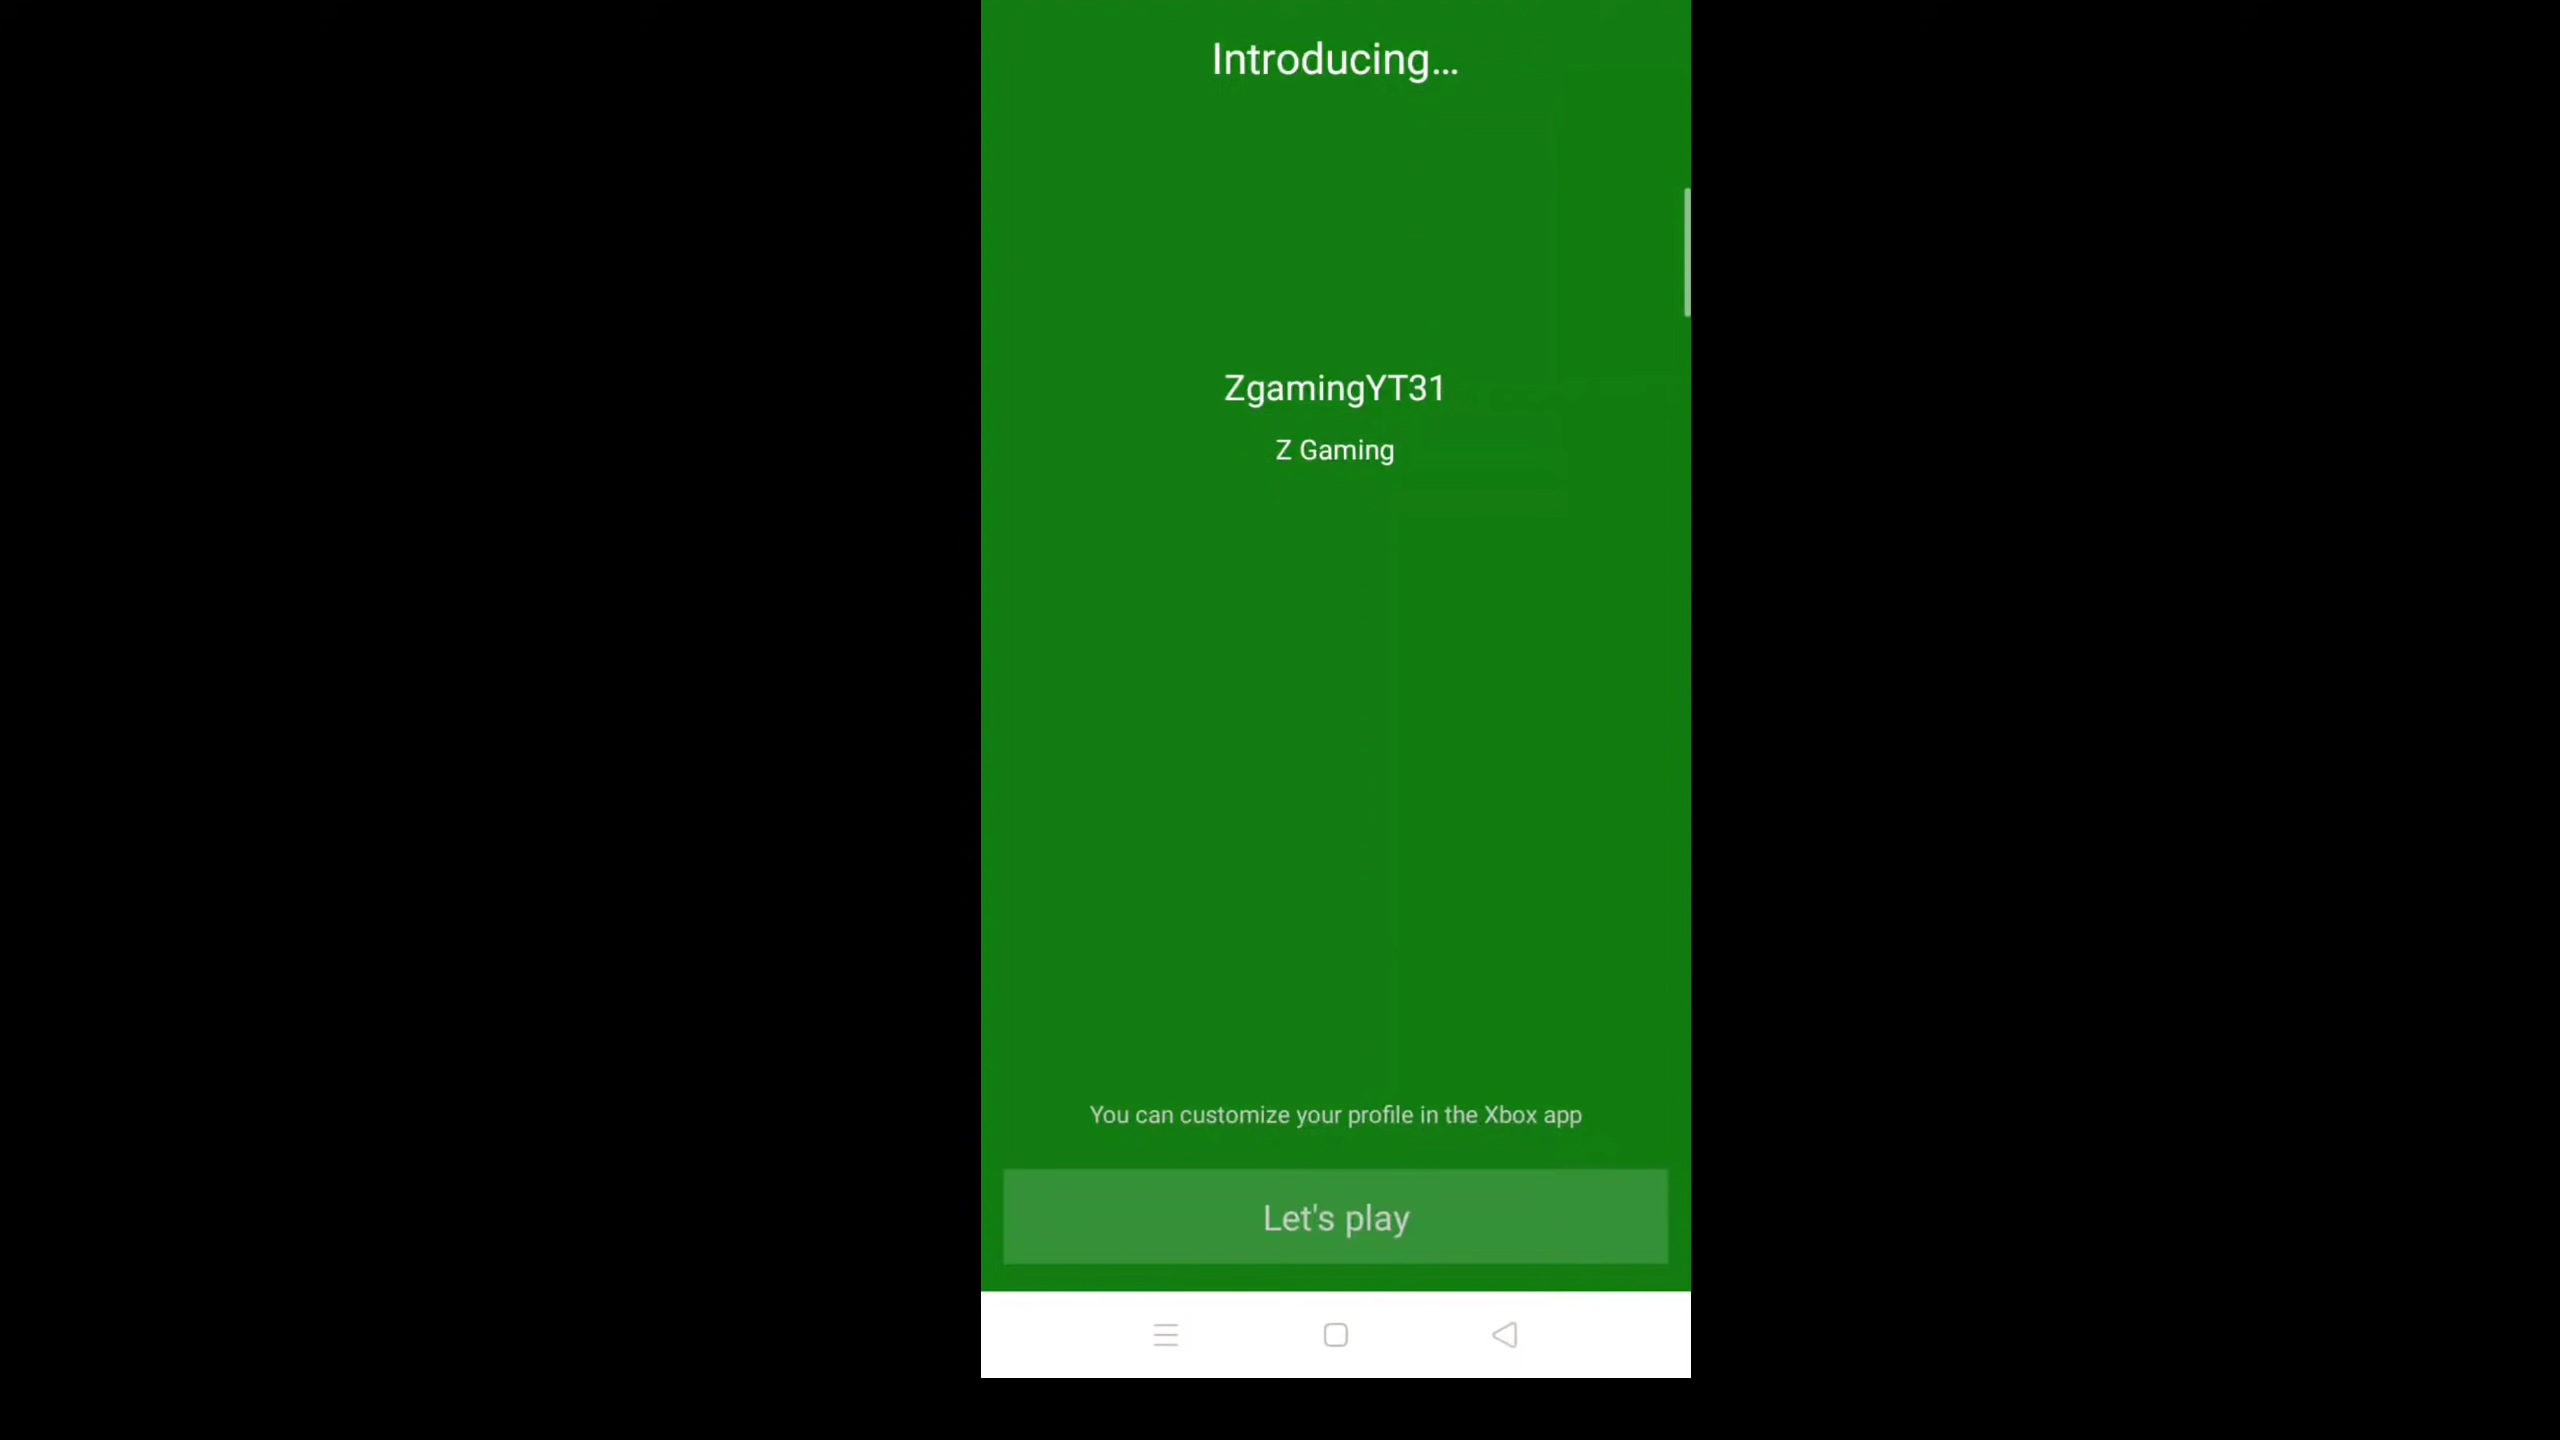 Introducing...
ZgamingYT31
Z Gaming
You can customize your profile in the Xbox app
Let's play